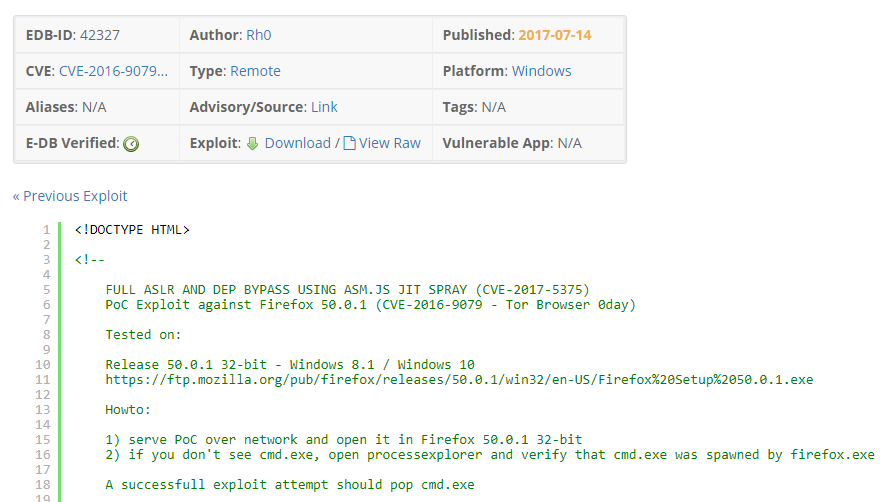 EDB-ID: 42327 Author: Rh0 Published: 2017-07-14
CVE: CVE-2016-9079... Type: Remote Platform: Windows
Aliases: N/A Advisory/Source: Link Tags: N/A
E-DB Verified: Exploit: Download / View Raw Vulnerable App: N/A
« Previous Exploit
1 <!DOCTYPE HTML>
2
3 <!--
4
5 FULL ASLR AND DEP BYPASS USING ASM.JS JIT SPRAY (CVE-2017-5375)
6 PoC Exploit against Firefox 50.0.1 (CVE-2016-9079 - Tor Browser 0day)
7
8 Tested on:
9
10 Release 50.0.1 32-bit - Windows 8.1 / Windows 10
11 https://ftp.mozilla.org/pub/firefox/releases/50.0.1/win32/en-US/Firefox%20Setup%2050.0.1.exe
12
13 Howto:
14
15 1) serve PoC over network and open it in Firefox 50.0.1 32-bit
16 2) if you don't see cmd.exe, open processexplorer and verify that cmd.exe was spawned by firefox.exe
17
18 A successfull exploit attempt should pop cmd.exe
19